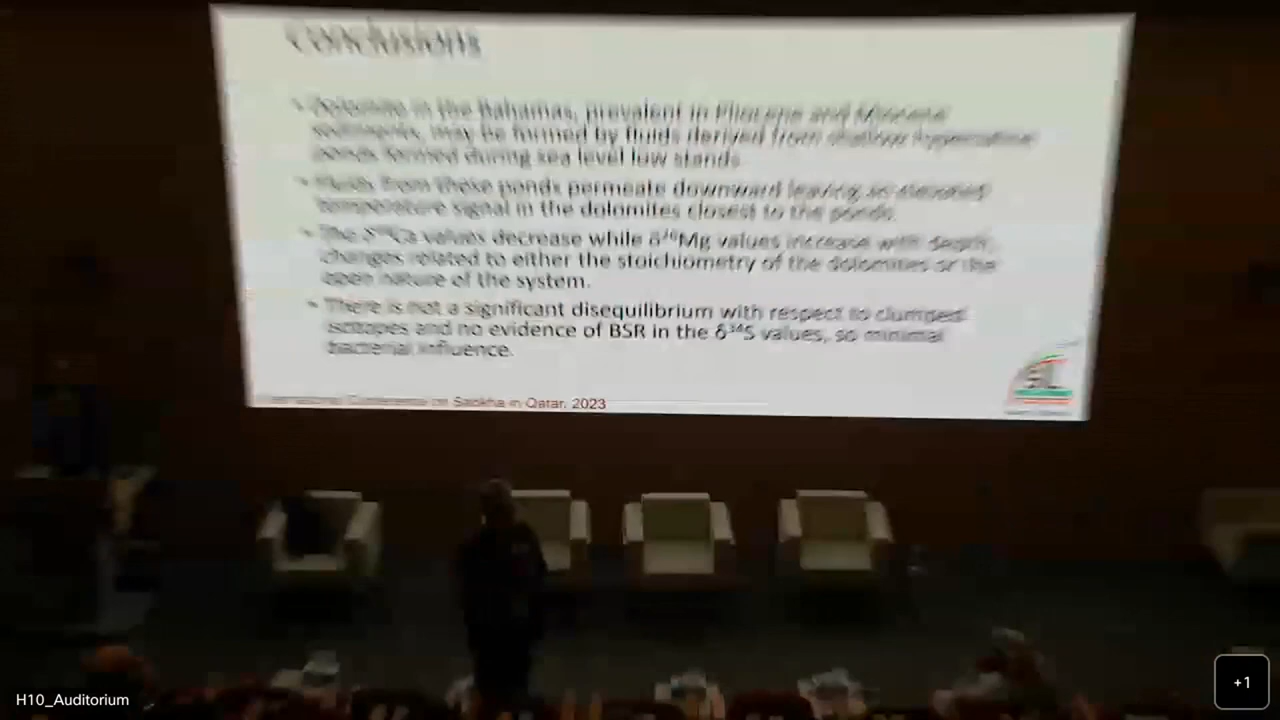 Conclusions
• Dolomite in the Bahamas, prevalent in Pliocene and Miocene
sediments, may be formed by fluids derived from shallow hypersaline
ponds formed during sea level low stands.
• Fluids from these ponds permeate downward leaving an elevated
temperature signal in the dolomites closest to the ponds.
• The values decrease while δ²⁶Mg values increase with depth,
changes related to either the stoichiometry of the dolomites or the
open nature of the system.
• There is not a significant disequilibrium with respect to clumped
isotopes and no evidence of BSR in the δ³⁴S values, so minimal
bacterial influence.
Conference on Sabkha in Qatar, 2023
H10_Auditorium
+1